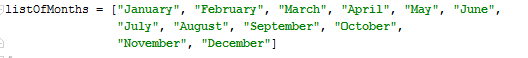 listOfMonths = ["January", "February", "March", "April", "May", "June",
"July", "August", "September", "October",
"November", "December"]